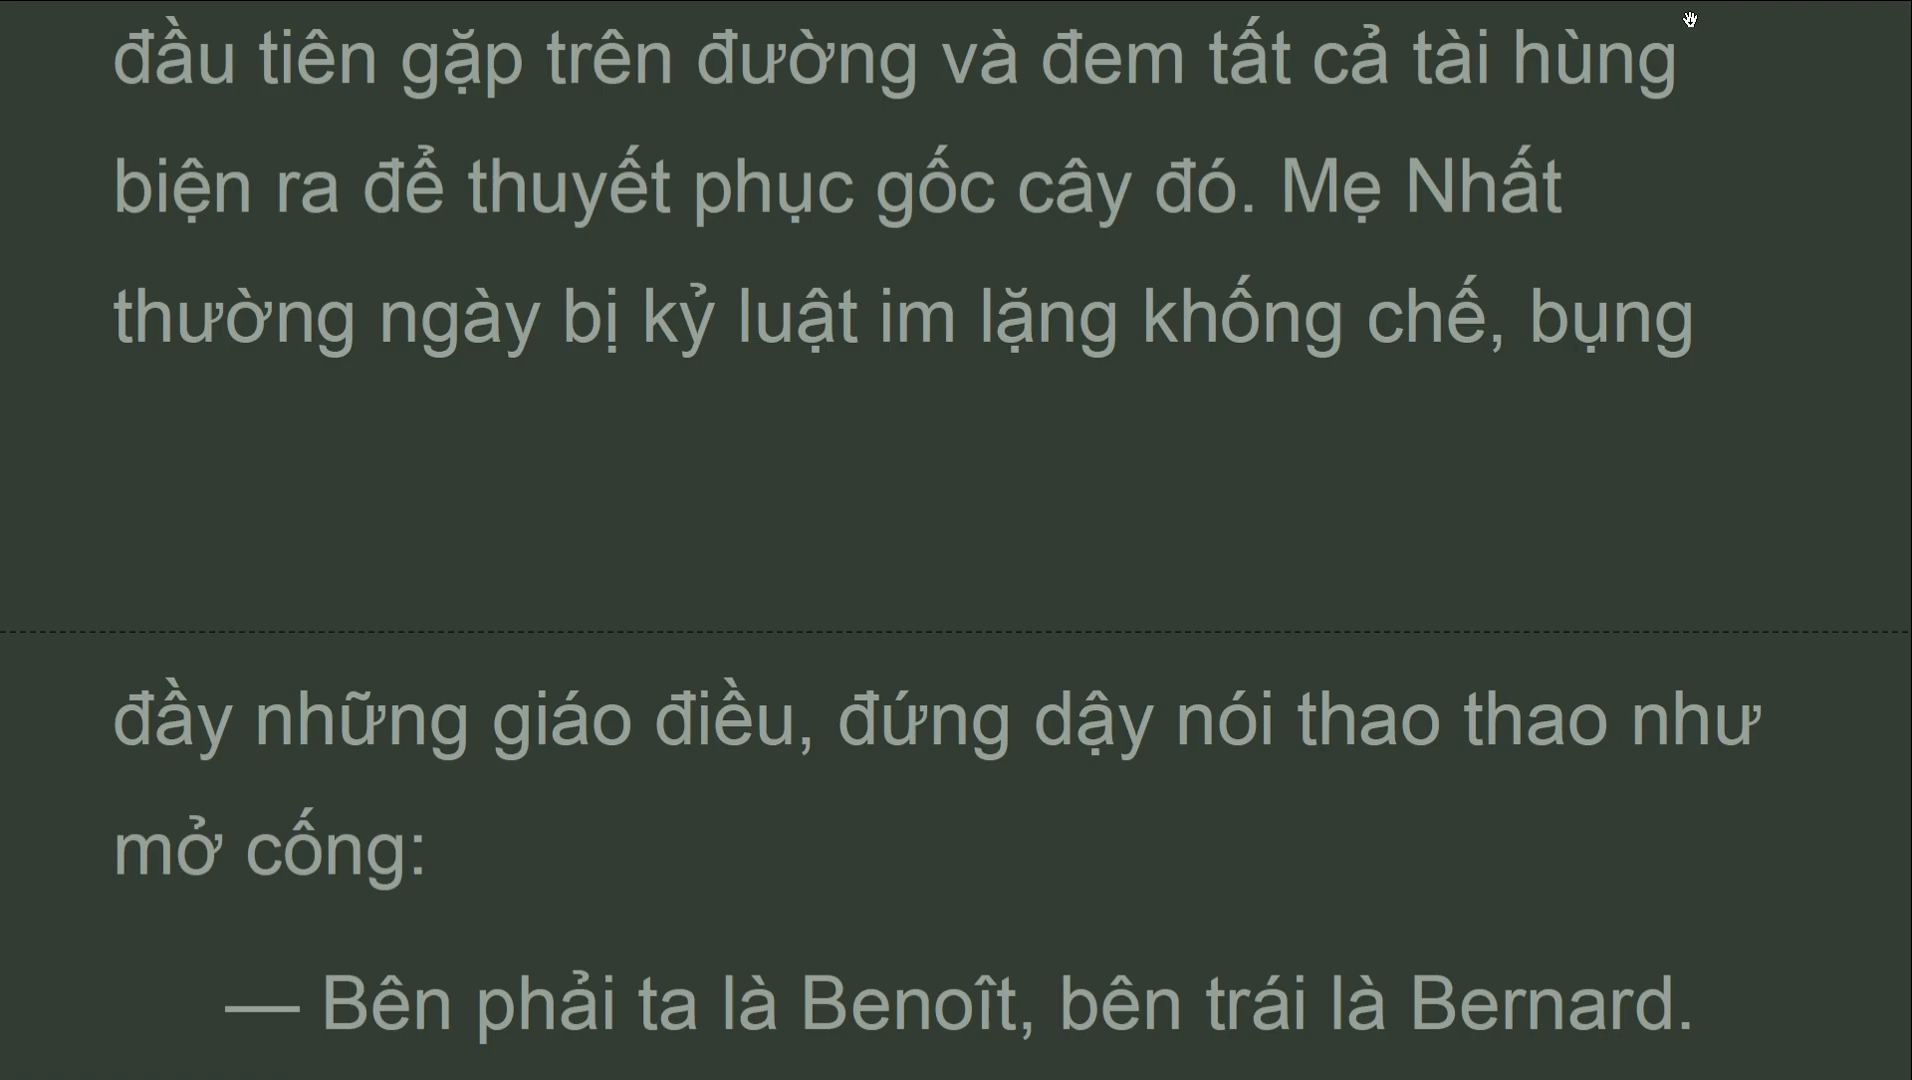 đầu tiên gặp trên đường và đem tất cả tài hùng
biện ra để thuyết phục gốc cây đó. Mẹ Nhất
thường ngày bị kỷ luật im lặng khống chế, bụng
đầy những giáo điều, đứng dậy nói thao thao như
mở cống:
— Bên phải ta là Benoît, bên trái là Bernard.